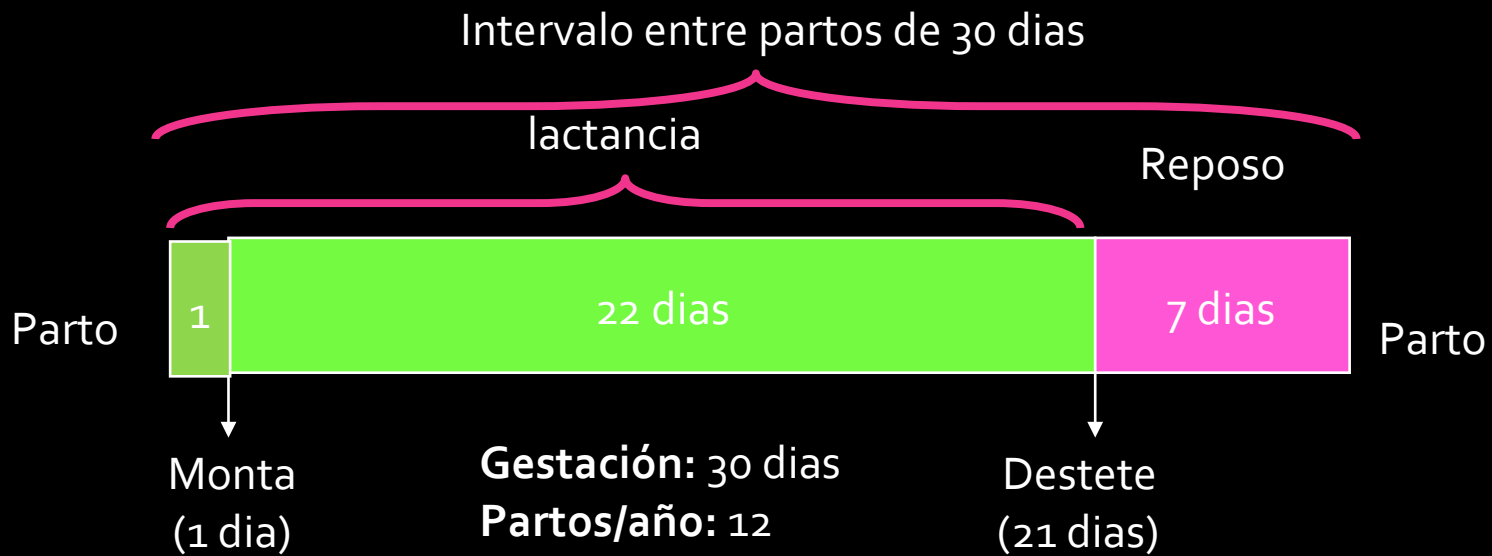 Intervalo entre partos de 30 dias
lactancia
Reposo
Parto
1
22 dias
7 dias
Parto
Monta
(1 dia)
Gestación: 30 dias
Partos/año: 12
Destete
(21 dias)